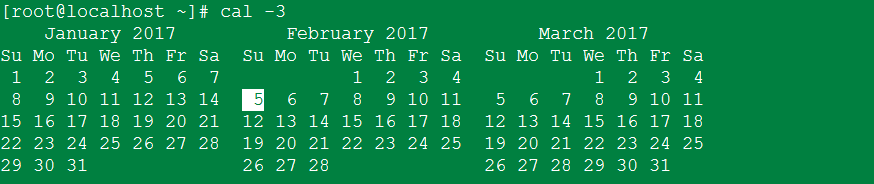 [root@localhost ~]# cal -3
    January 2017          February 2017          March 2017
Su Mo Tu We Th Fr Sa  Su Mo Tu We Th Fr Sa  Su Mo Tu We Th Fr Sa
 1  2  3  4  5  6  7            1  2  3  4            1  2  3  4
 8  9 10 11 12 13 14   5  6  7  8  9 10 11   5  6  7  8  9 10 11
15 16 17 18 19 20 21  12 13 14 15 16 17 18  12 13 14 15 16 17 18
22 23 24 25 26 27 28  19 20 21 22 23 24 25  19 20 21 22 23 24 25
29 30 31              26 27 28              26 27 28 29 30 31